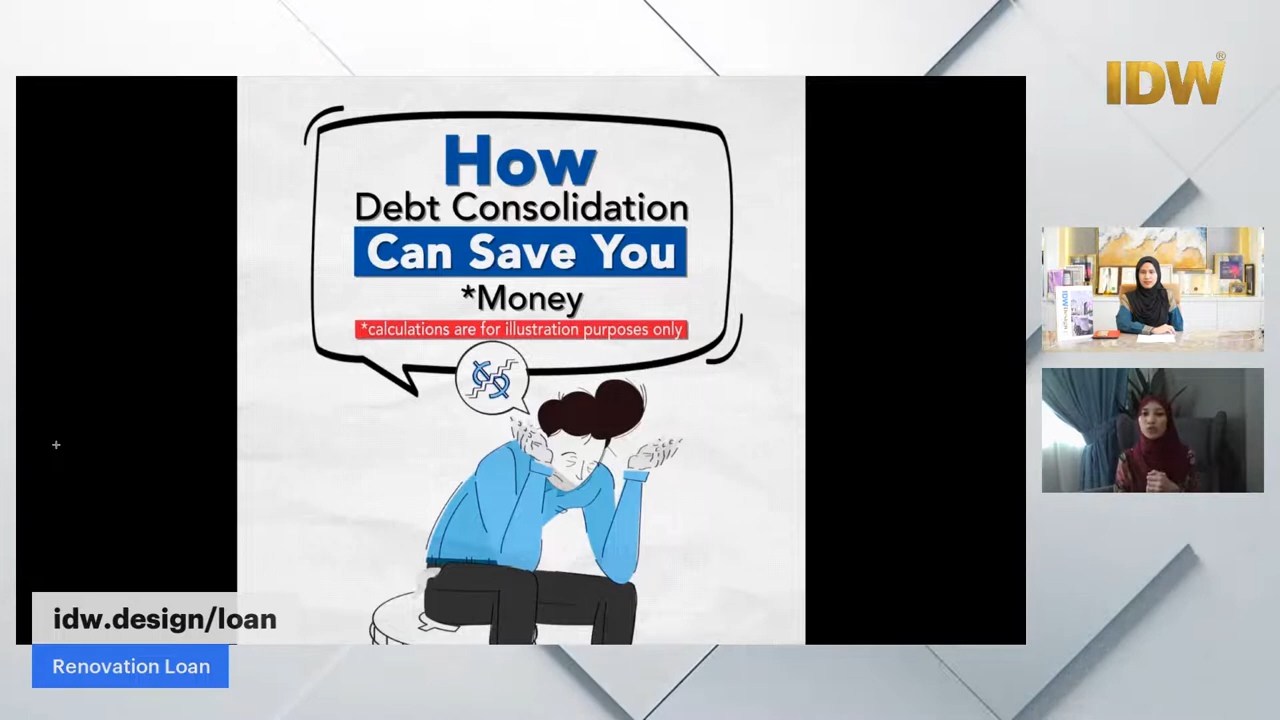 IDW®
How
Debt Consolidation
Can Save You
*Money
*calculations are for illustration purposes only
idw.design/loan
Renovation Loan
IDW